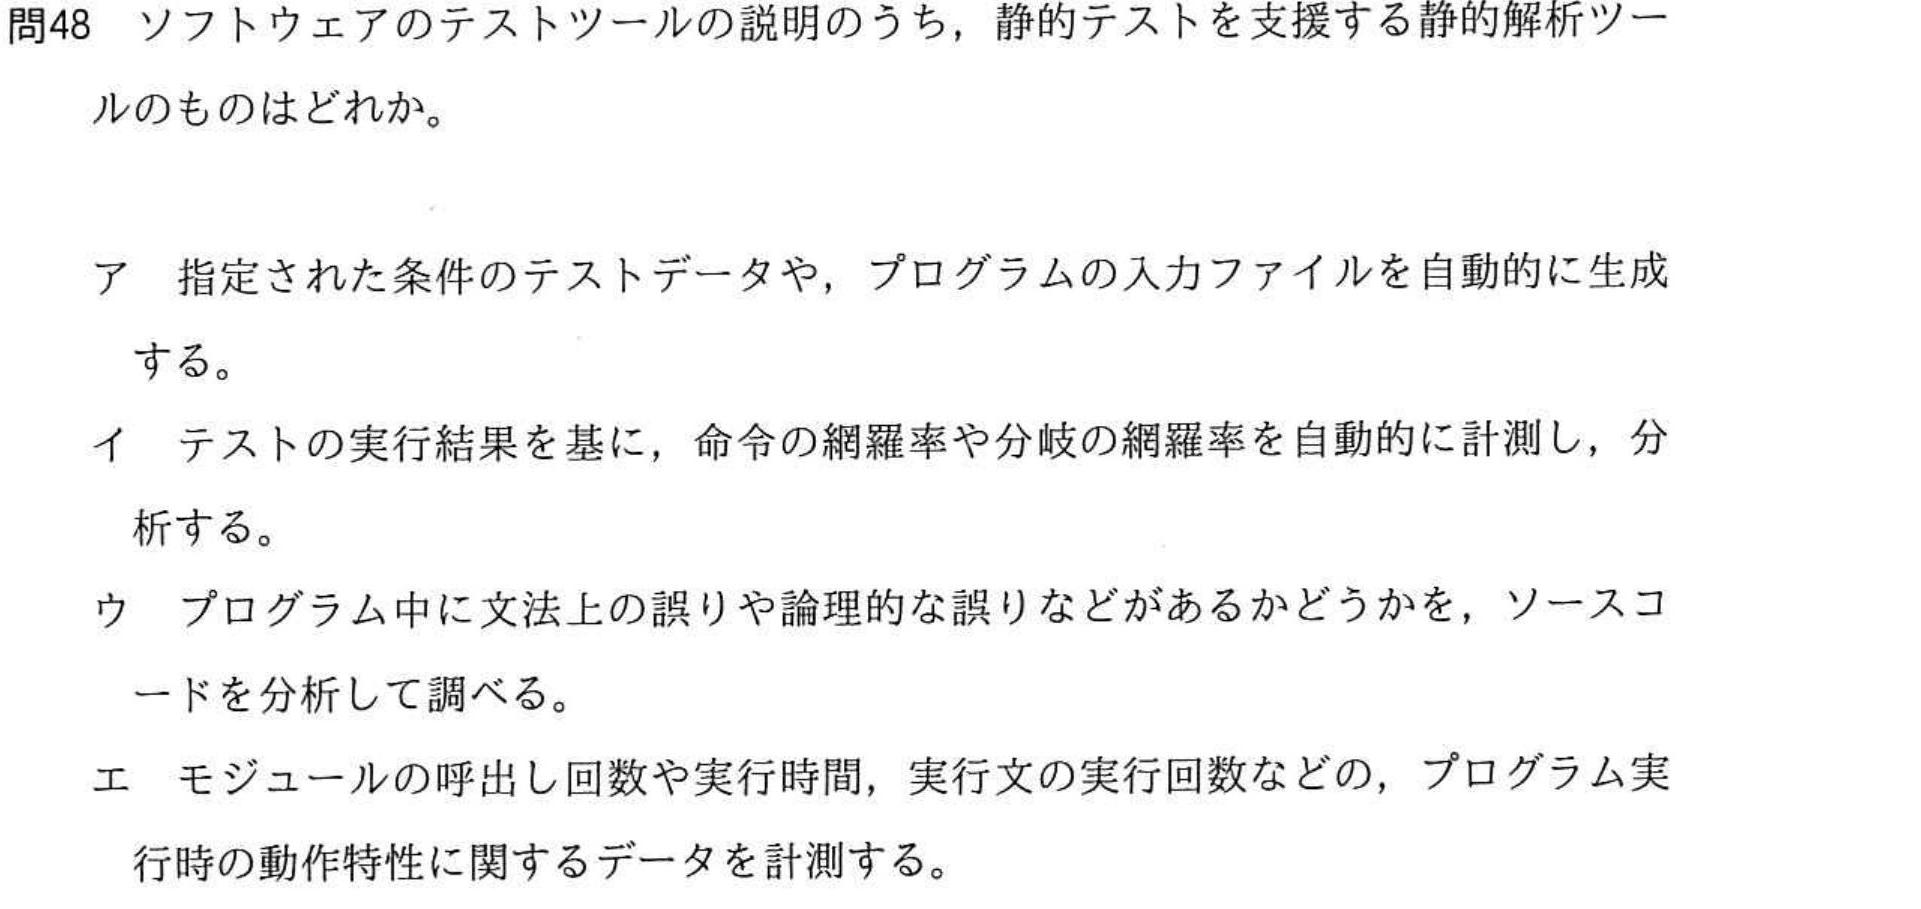 問48　ソフトウェアのテストツールの説明のうち，静的テストを支援する静的解析ツー
ルのものはどれか。
ア　指定された条件のテストデータや，プログラムの入力ファイルを自動的に生成
する。
イ　テストの実行結果を基に，命令の網羅率や分岐の網羅率を自動的に計測し，分
析する。
ウ　プログラム中に文法上の誤りや論理的な誤りなどがあるかどうかを，ソースコ
ードを分析して調べる。
エ　モジュールの呼出し回数や実行時間，実行文の実行回数などの，プログラム実
行時の動作特性に関するデータを計測する。